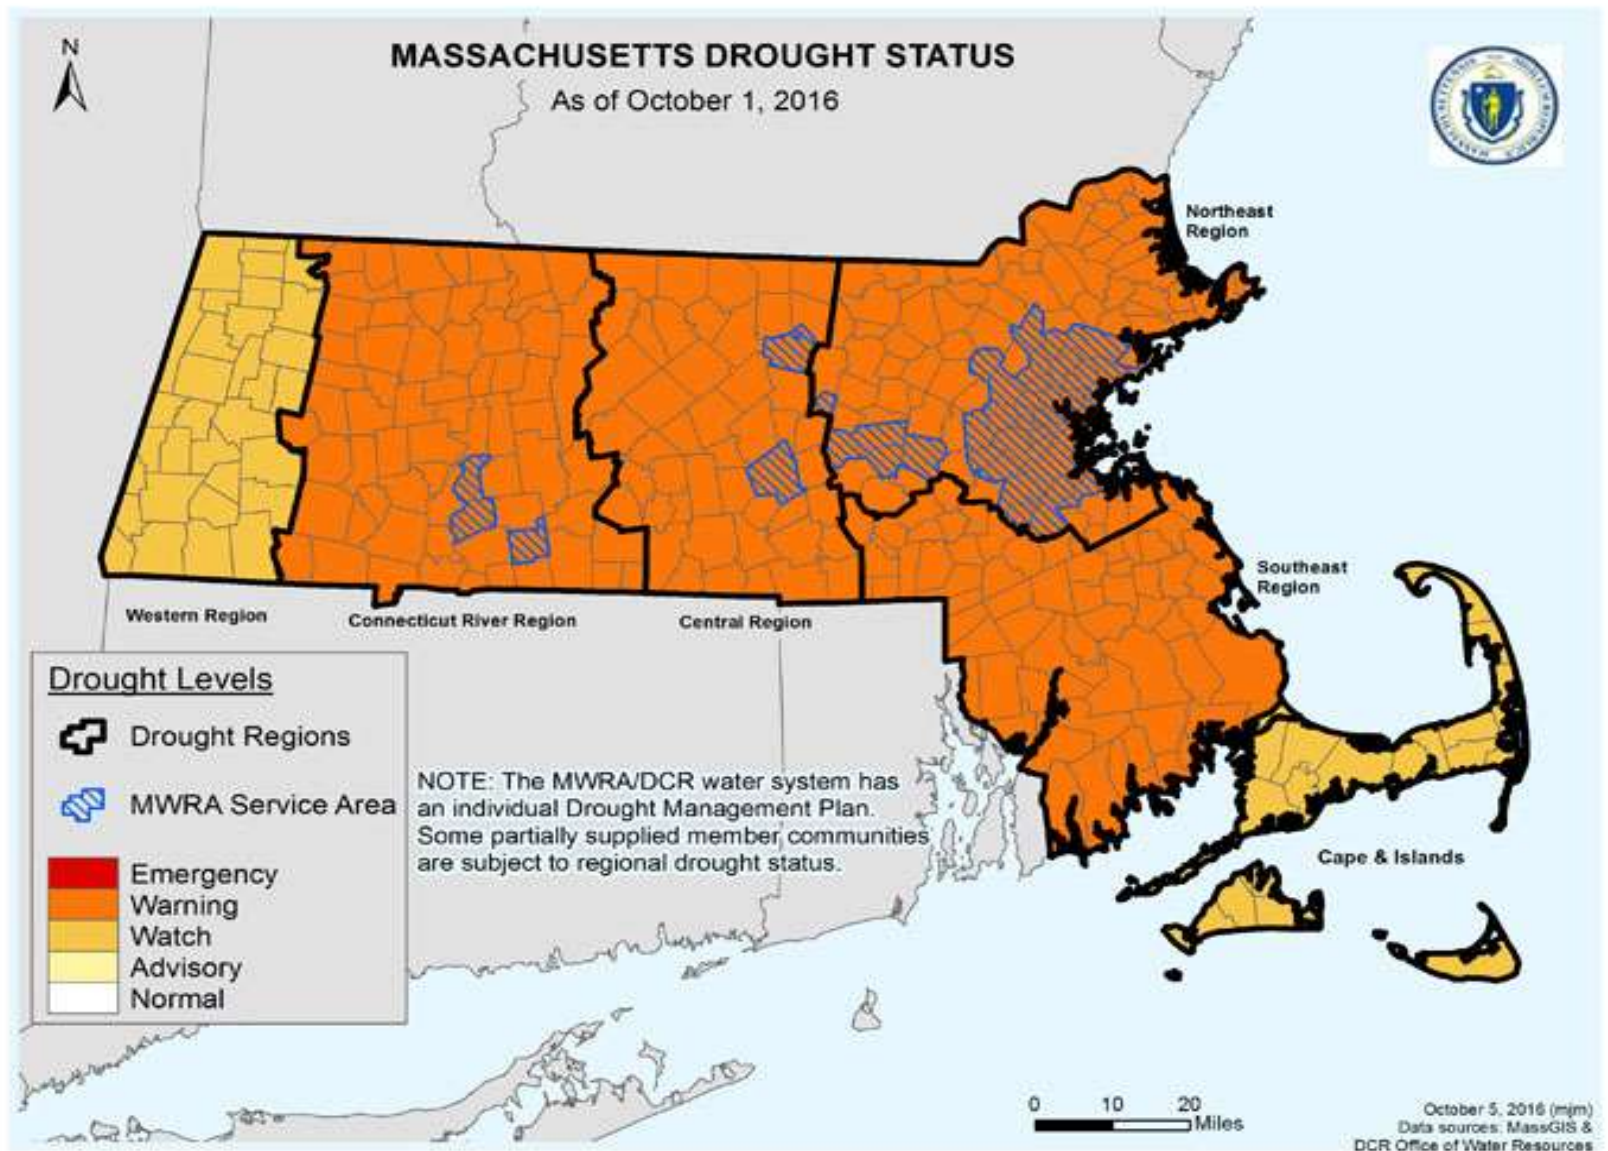 N
MASSACHUSETTS DROUGHT STATUS
As of October 1, 2016
Northeast
Region
Southeast
Region
Western Region
Connecticut River Region
Central Region
Cape & Islands
Drought Levels
Drought Regions
MWRA Service Area
Emergency
Warning
Watch
Advisory
Normal
NOTE: The MWRA/DCR water system has
an individual Drought Management Plan.
Some partially supplied member communities
are subject to regional drought status.
0 10 20
Miles
October 5, 2016 (mjm)
Data sources: MassGIS &
DCR Office of Water Resources